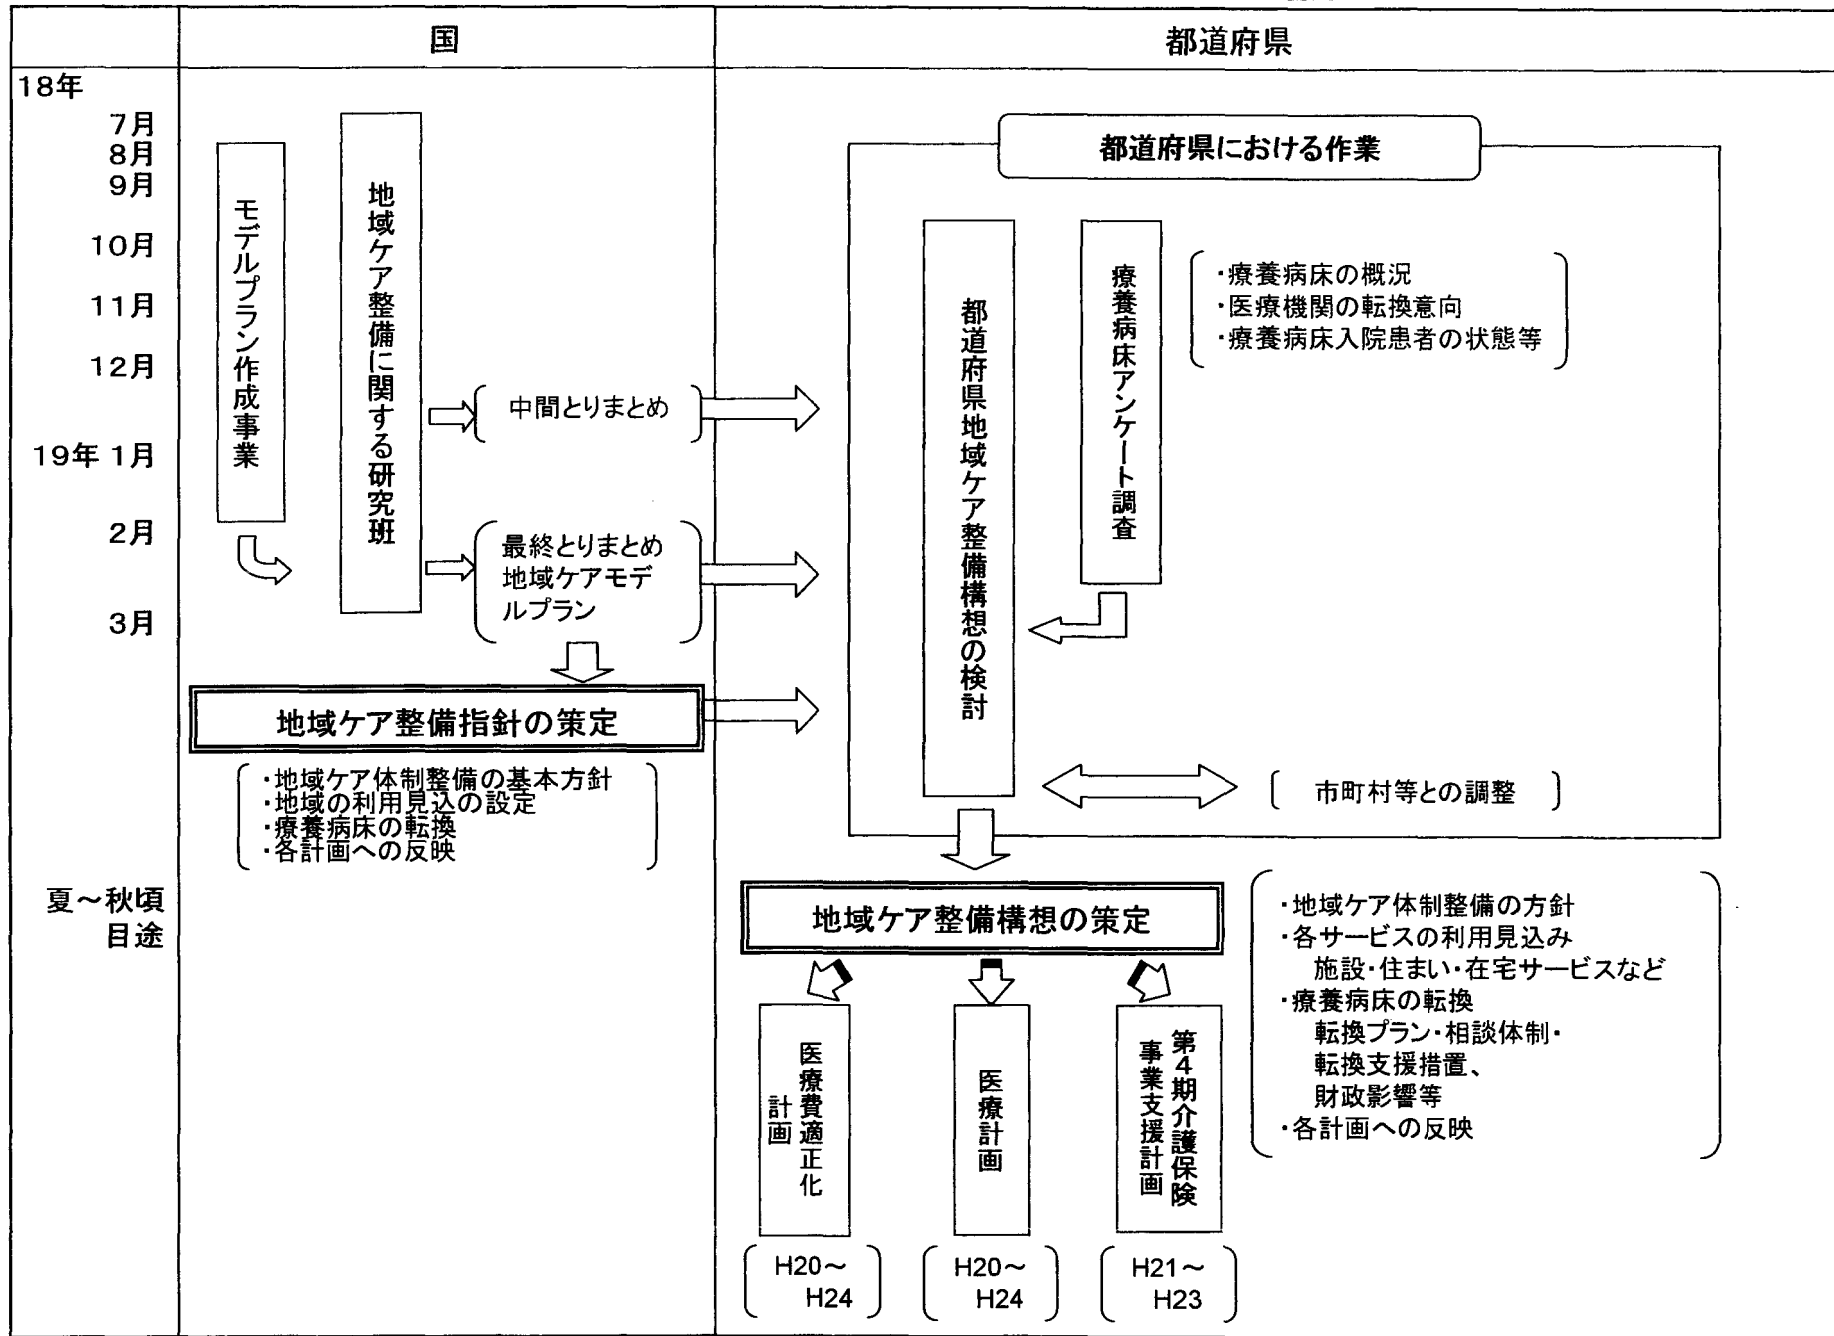 国
都道府県
18年
7月
8月
9月
10月
11月
12月
19年 1月
2月
3月
夏～秋頃
目途
モデルプラン作成事業
地域ケア整備に関する研究班
中間とりまとめ
最終とりまとめ
地域ケアモデ
ルプラン
地域ケア整備指針の策定
・地域ケア体制整備の基本方針
・地域の利用見込の設定
・療養病床の転換
・各計画への反映
都道府県における作業
都道府県地域ケア整備構想の検討
療養病床アンケート調査
・療養病床の概況
・医療機関の転換意向
・療養病床入院患者の状態等
市町村等との調整
地域ケア整備構想の策定
・地域ケア体制整備の方針
・各サービスの利用見込み
施設・住まい・在宅サービスなど
・療養病床の転換
転換プラン・相談体制・
転換支援措置、
財政影響等
・各計画への反映
医療費適正化
計画
医療計画
第4期介護保険
事業支援計画
H20～
H24
H20～
H24
H21～
H23